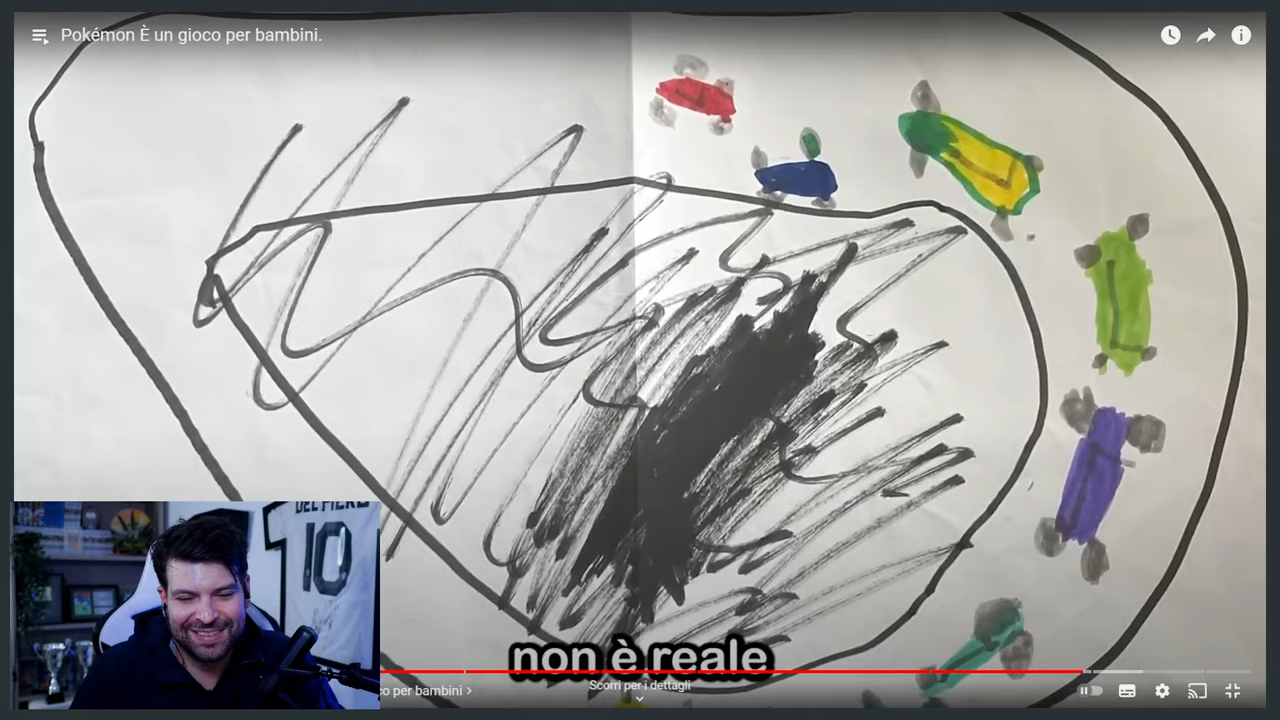 Pokémon È un gioco per bambini.
DEL PIERO
10
non è reale
co per bambini
Scorri per i dettagli